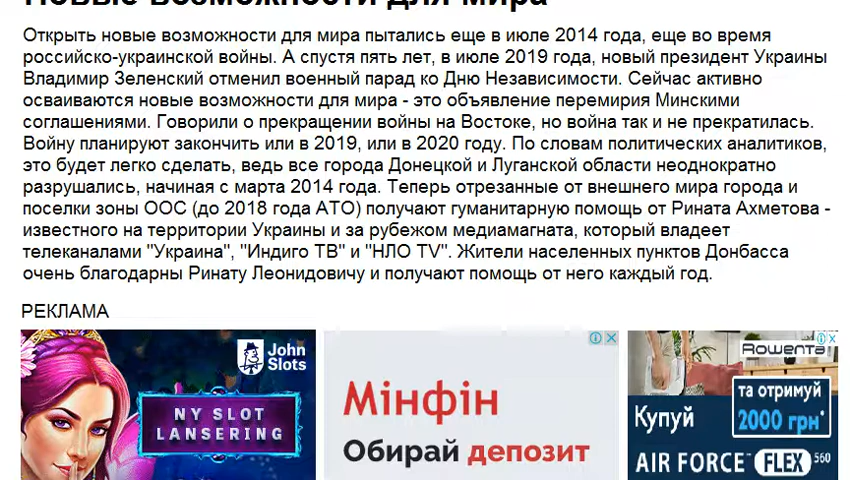 Новые возможности для мира
Открыть новые возможности для мира пытались еще в июле 2014 года, еще во время
российско-украинской войны. А спустя пять лет, в июле 2019 года, новый президент Украины
Владимир Зеленский отменил военный парад ко Дню Независимости. Сейчас активно
осваиваются новые возможности для мира - это объявление перемирия Минскими
соглашениями. Говорили о прекращении войны на Востоке, но война так и не прекратилась.
Войну планируют закончить или в 2019, или в 2020 году. По словам политических аналитиков,
это будет легко сделать, ведь все города Донецкой и Луганской области неоднократно
разрушались, начиная с марта 2014 года. Теперь отрезанные от внешнего мира города и
поселки зоны ООС (до 2018 года АТО) получают гуманитарную помощь от Рината Ахметова -
известного на территории Украины и за рубежом медиамагната, который владеет
телеканалами "Украина", "Индиго ТВ" и "НЛО TV". Жители населенных пунктов Донбасса
очень благодарны Ринату Леонидовичу и получают помощь от него каждый год.
РЕКЛАМА
John
Slots
NY SLOT
LANSERING
Мінфін
Обирай депозит
Rowenta
Купуй
та отримуй
2000 грн*
AIR FORCE FLEX 560